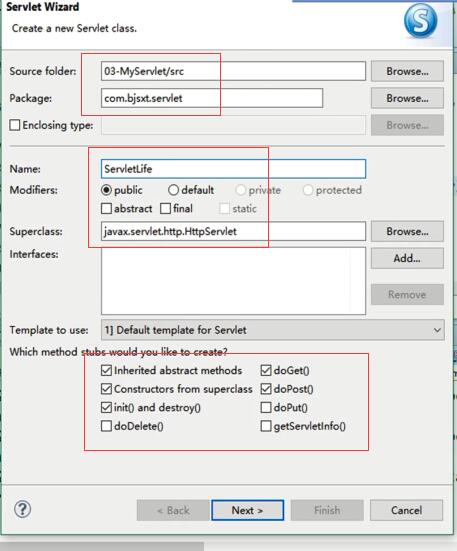 Servlet Wizard
Create a new Servlet class.
S
Source folder: 03-MyServlet/src Browse...
Package: com.bjsxt.servlet Browse...
Enclosing type: Browse...
Name: ServletLife
Modifiers: public default private protected
abstract final static
Superclass: javax.servlet.http.HttpServlet Browse...
Interfaces: Add...
Remove
Template to use: 1] Default template for Servlet
Which method stubs would you like to create?
Inherited abstract methods doGet()
Constructors from superclass doPost()
init() and destroy() doPut()
doDelete() getServletInfo()
? < Back Next > Finish Cancel